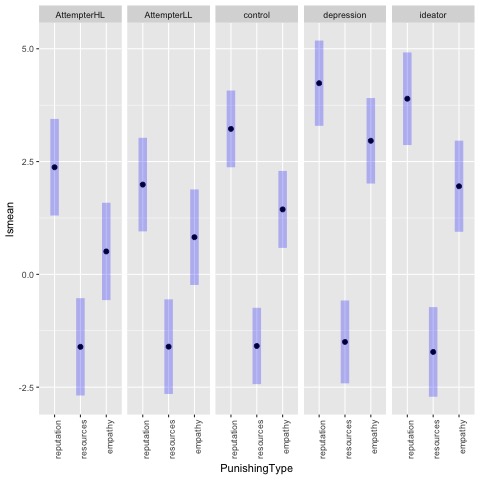 AttempterHL AttempterLL control depression ideator
5.0
2.5
0.0
-2.5
lsmean
reputation resources empathy reputation resources empathy reputation resources empathy reputation resources empathy reputation resources empathy
PunishingType